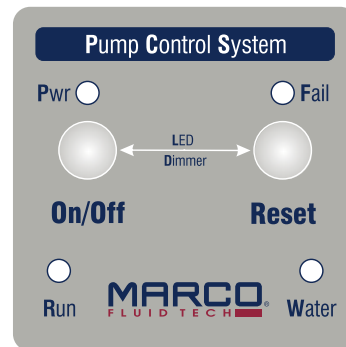 Pump Control System
Pwr
Fail
LED
Dimmer
On/Off
Reset
Run
MARCO®
FLUID TECH
Water